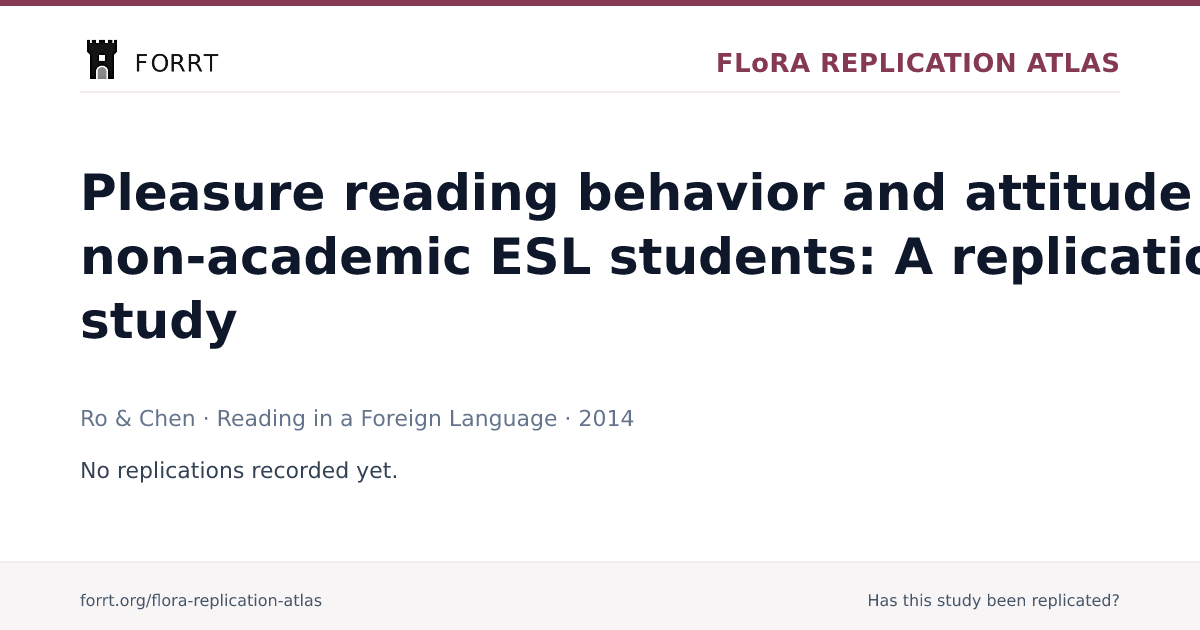 FORRT
FLoRA REPLICATION ATLAS
Pleasure reading behavior and attitude
non-academic ESL students: A
study
Ro & Chen · Reading in a Foreign Language · 2014
No replications recorded yet.
forrt.org/flora-replication-atlas
Has this study been replicated?